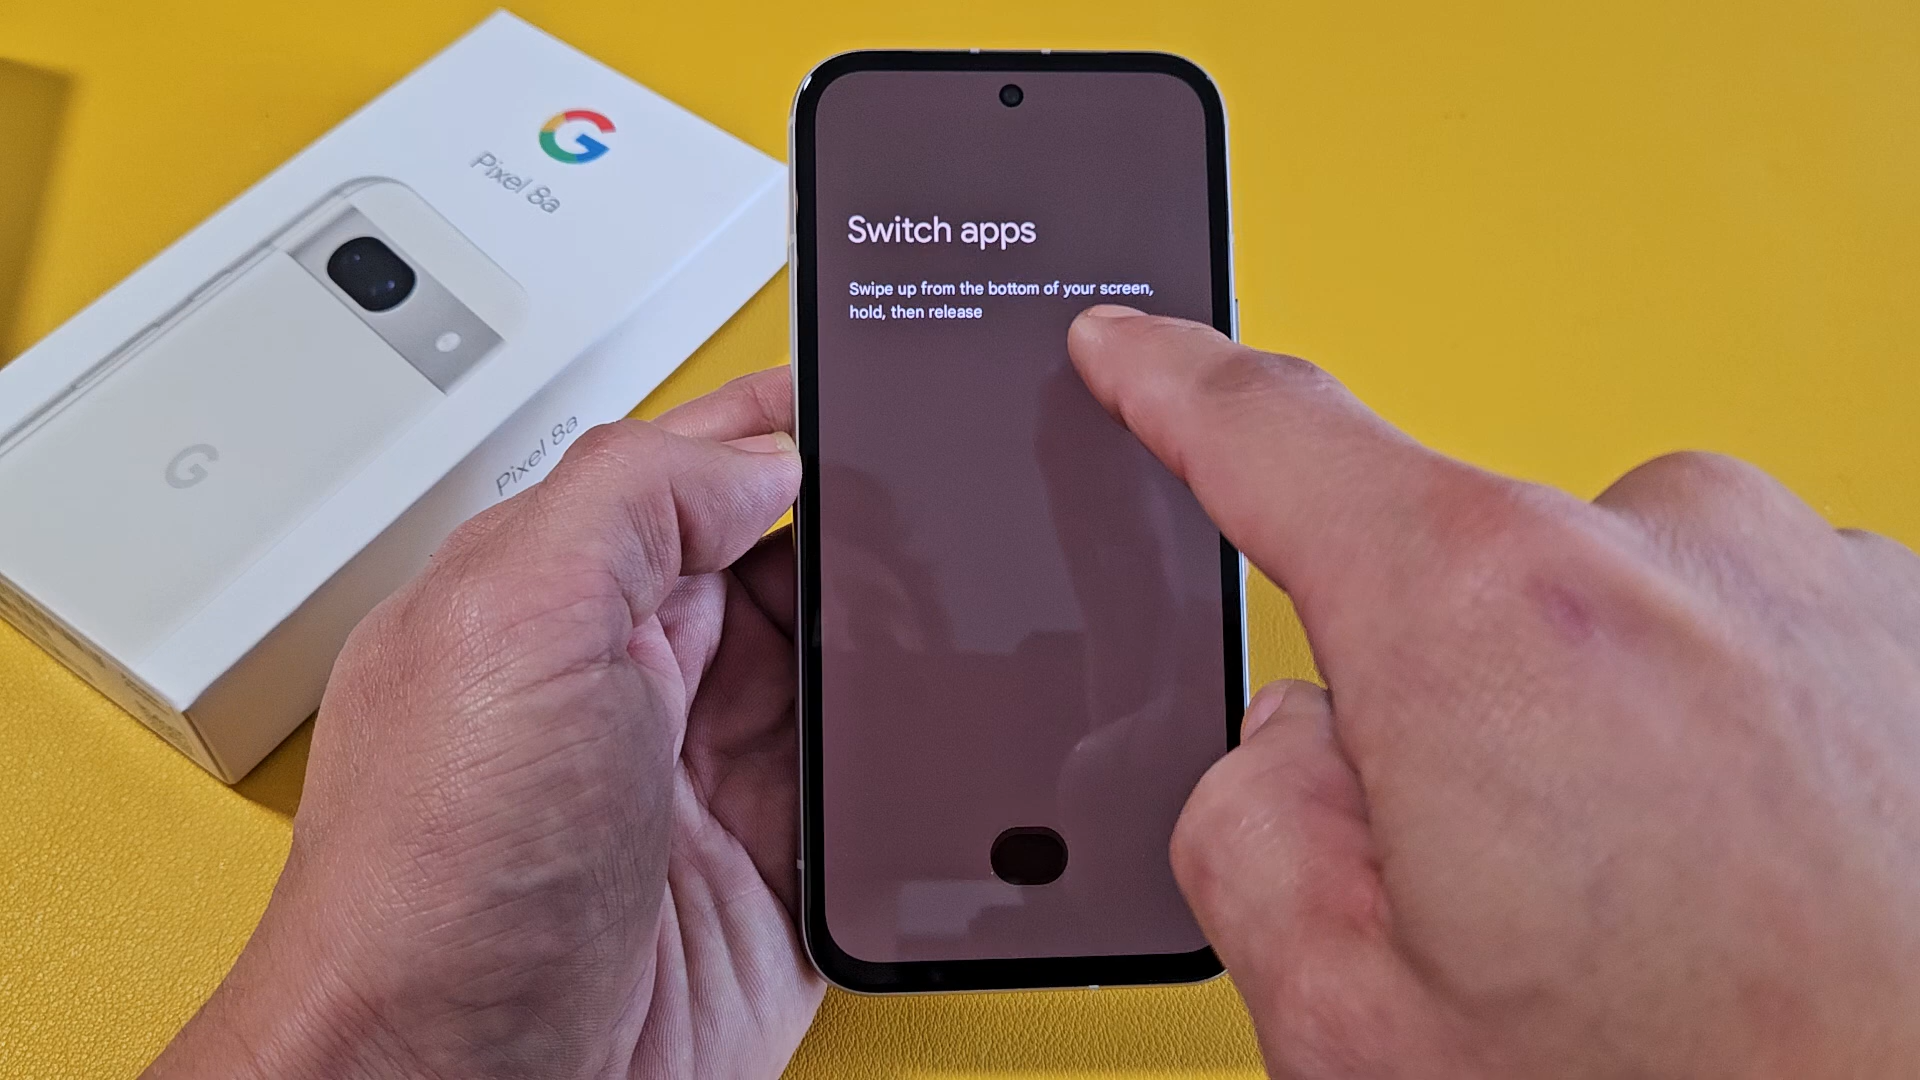 Pixel 8a
Pixel 8a
Switch apps
Swipe up from the bottom of your screen,
hold, then release